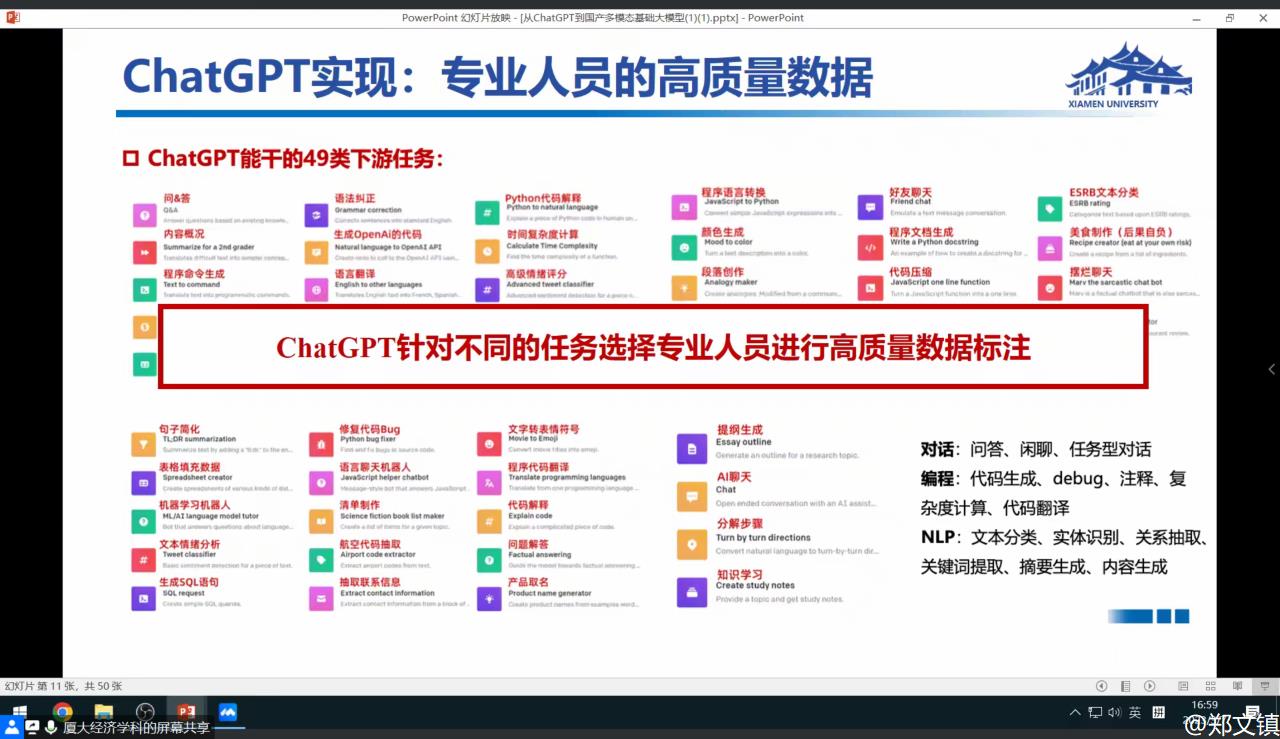 PowerPoint 幻灯片放映 - [从ChatGPT到国产多模态基础大模型(1)(1).pptx] - PowerPoint
ChatGPT实现：专业人员的高质量数据
XIAMEN UNIVERSITY
ChatGPT能干的49类下游任务：
问&答
Q&A
Answer questions based on existing knowle...
内容概况
Summarize for a 2nd grader
Translates difficult text into simpler concep...
程序命令生成
Text to command
Translate text into programmatic commands.
语法纠正
Grammar correction
Corrects sentences into standard English.
生成OpenAi的代码
Natural language to OpenAI API
Create code to call to the OpenAI API usin...
语言翻译
English to other languages
Translates English text into French, Spanish...
Python代码解释
Python to natural language
Explain a piece of Python code in human un...
时间复杂度计算
Calculate Time Complexity
Find the time complexity of a function.
高级情绪评分
Advanced tweet classifier
Advanced sentiment detection for a piece o...
程序语言转换
JavaScript to Python
Convert simple JavaScript expressions into ...
颜色生成
Mood to color
Turn a text description into a color.
段落创作
Analogy maker
Create analogies. Modified from a commun...
好友聊天
Friend chat
Emulate a text message conversation.
程序文档生成
Write a Python docstring
An example of how to create a docstring for ...
代码压缩
JavaScript one line function
Turn a JavaScript function into a one liner.
ESRB文本分类
ESRB rating
Categorize text based upon ESRB ratings.
美食制作（后果自负）
Recipe creator (eat at your own risk)
Create a recipe from a list of ingredients.
摆烂聊天
Marv the sarcastic chat bot
Marv is a factual chatbot that is also sarcas...
ChatGPT针对不同的任务选择专业人员进行高质量数据标注
句子简化
TL;DR summarization
Summarize text by adding a 'tl;dr:' to the en...
表格填充数据
Spreadsheet creator
Create spreadsheets of various kinds of dat...
机器学习机器人
ML/AI language model tutor
Bot that answers questions about language...
文本情绪分析
Tweet classifier
Basic sentiment detection for a piece of text.
生成SQL语句
SQL request
Create simple SQL queries.
修复代码Bug
Python bug fixer
Find and fix bugs in source code.
语言聊天机器人
JavaScript helper chatbot
Message-style bot that answers JavaScript...
清单制作
Science fiction book list maker
Create a list of items for a given topic.
航空代码抽取
Airport code extractor
Extract airport codes from text.
抽取联系信息
Extract contact information
Extract contact information from a block of ...
文字转表情符号
Movie to Emoji
Convert movie titles into emoji.
程序代码翻译
Translate programming languages
Translate from one programming language ...
代码解释
Explain code
Explain a complicated piece of code.
问题解答
Factual answering
Guide the model towards factual answering...
产品取名
Product name generator
Create product names from examples word...
提纲生成
Essay outline
Generate an outline for a research topic.
AI聊天
Chat
Open ended conversation with an AI assist...
分解步骤
Turn by turn directions
Convert natural language to turn-by-turn dir...
知识学习
Create study notes
Provide a topic and get study notes.
对话：问答、闲聊、任务型对话
编程：代码生成、debug、注释、复
杂度计算、代码翻译
NLP：文本分类、实体识别、关系抽取、
关键词提取、摘要生成、内容生成
幻灯片 第 11 张，共 50 张
厦大经济学科的屏幕共享
英
拼
16:59
@郑文镇